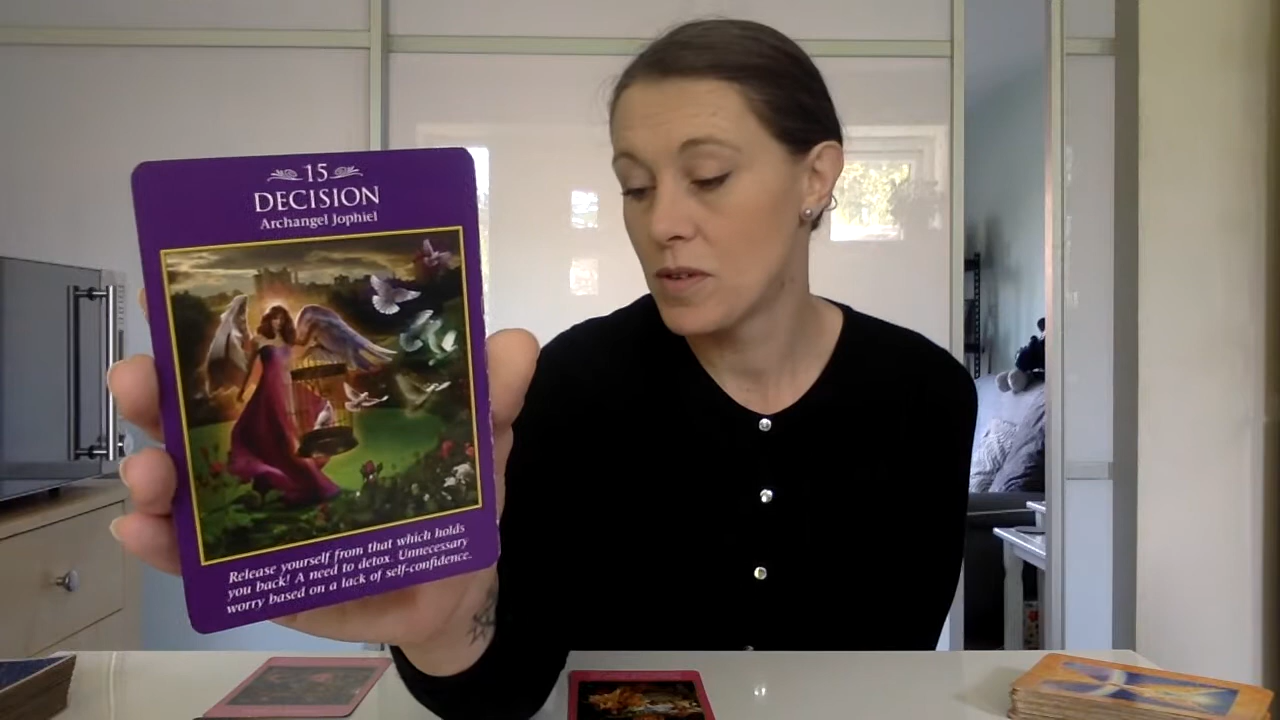 15
DECISION
Archangel Jophiel
Release yourself from that which holds
you back! A need to detox. Unnecessary
worry based on a lack of self-confidence.